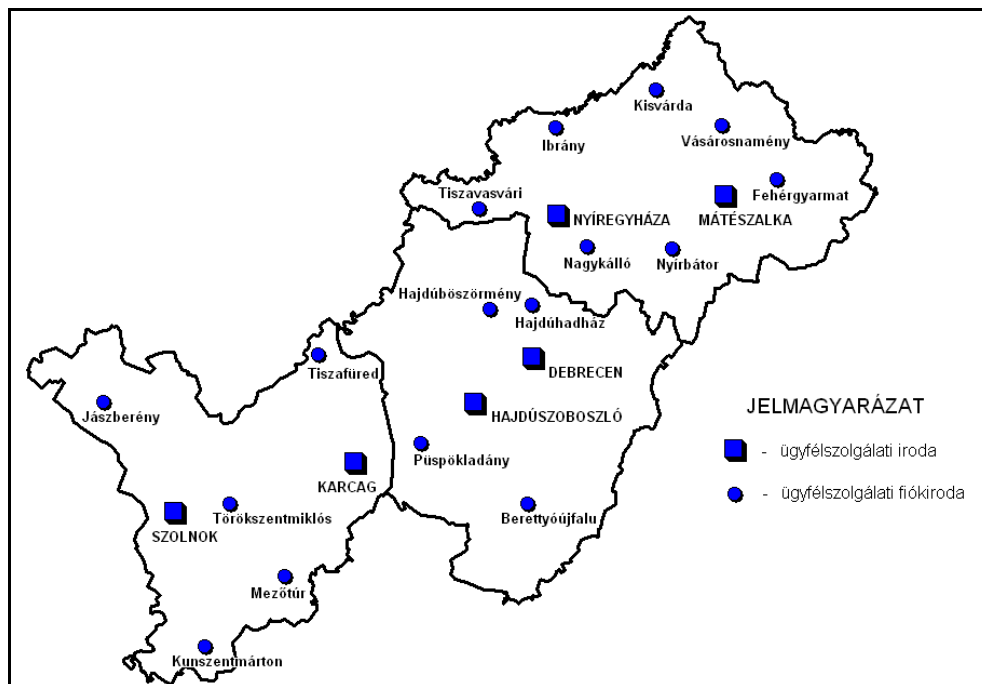 Kisvárda
Ibrány
Vásárosnamény
Tiszavasvári
Fehérgyarmat
NYÍREGYHÁZA
MÁTÉSZALKA
Nagykálló
Nyírbátor
Hajdúböszörmény
Hajdúhadház
Tiszafüred
DEBRECEN
Jászberény
HAJDÚSZOBOSZLÓ
JELMAGYARÁZAT
- ügyfélszolgálati iroda
Püspökladány
KARCAG
- ügyfélszolgálati fiókiroda
Törökszentmiklós
Berettyóújfalu
SZOLNOK
Mezőtúr
Kunszentmárton